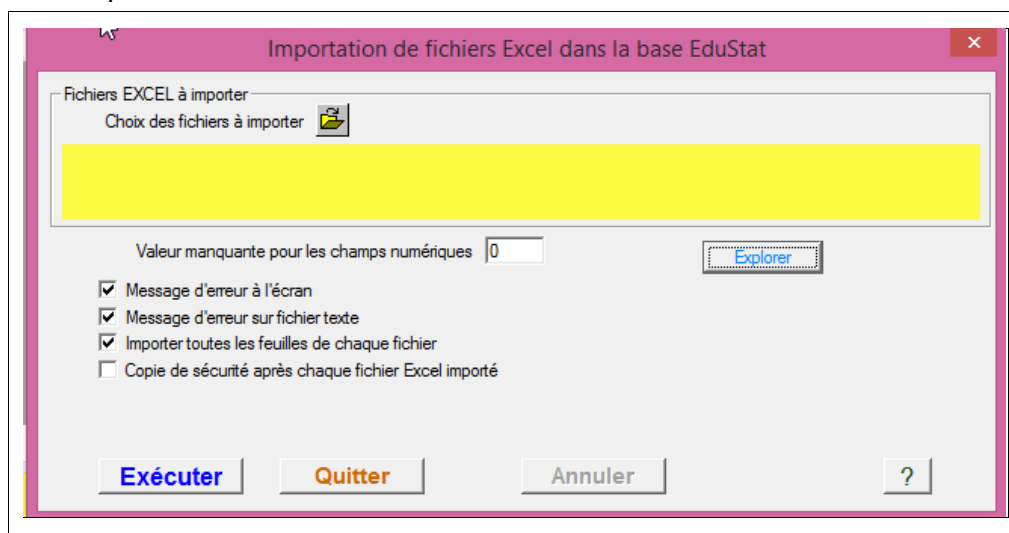 Importation de fichiers Excel dans la base EduStat
Fichiers EXCEL à importer
Choix des fichiers à importer
Valeur manquante pour les champs numériques 0
Explorer
Message d'erreur à l'écran
Message d'erreur sur fichier texte
Importer toutes les feuilles de chaque fichier
Copie de sécurité après chaque fichier Excel importé
Exécuter Quitter Annuler ?